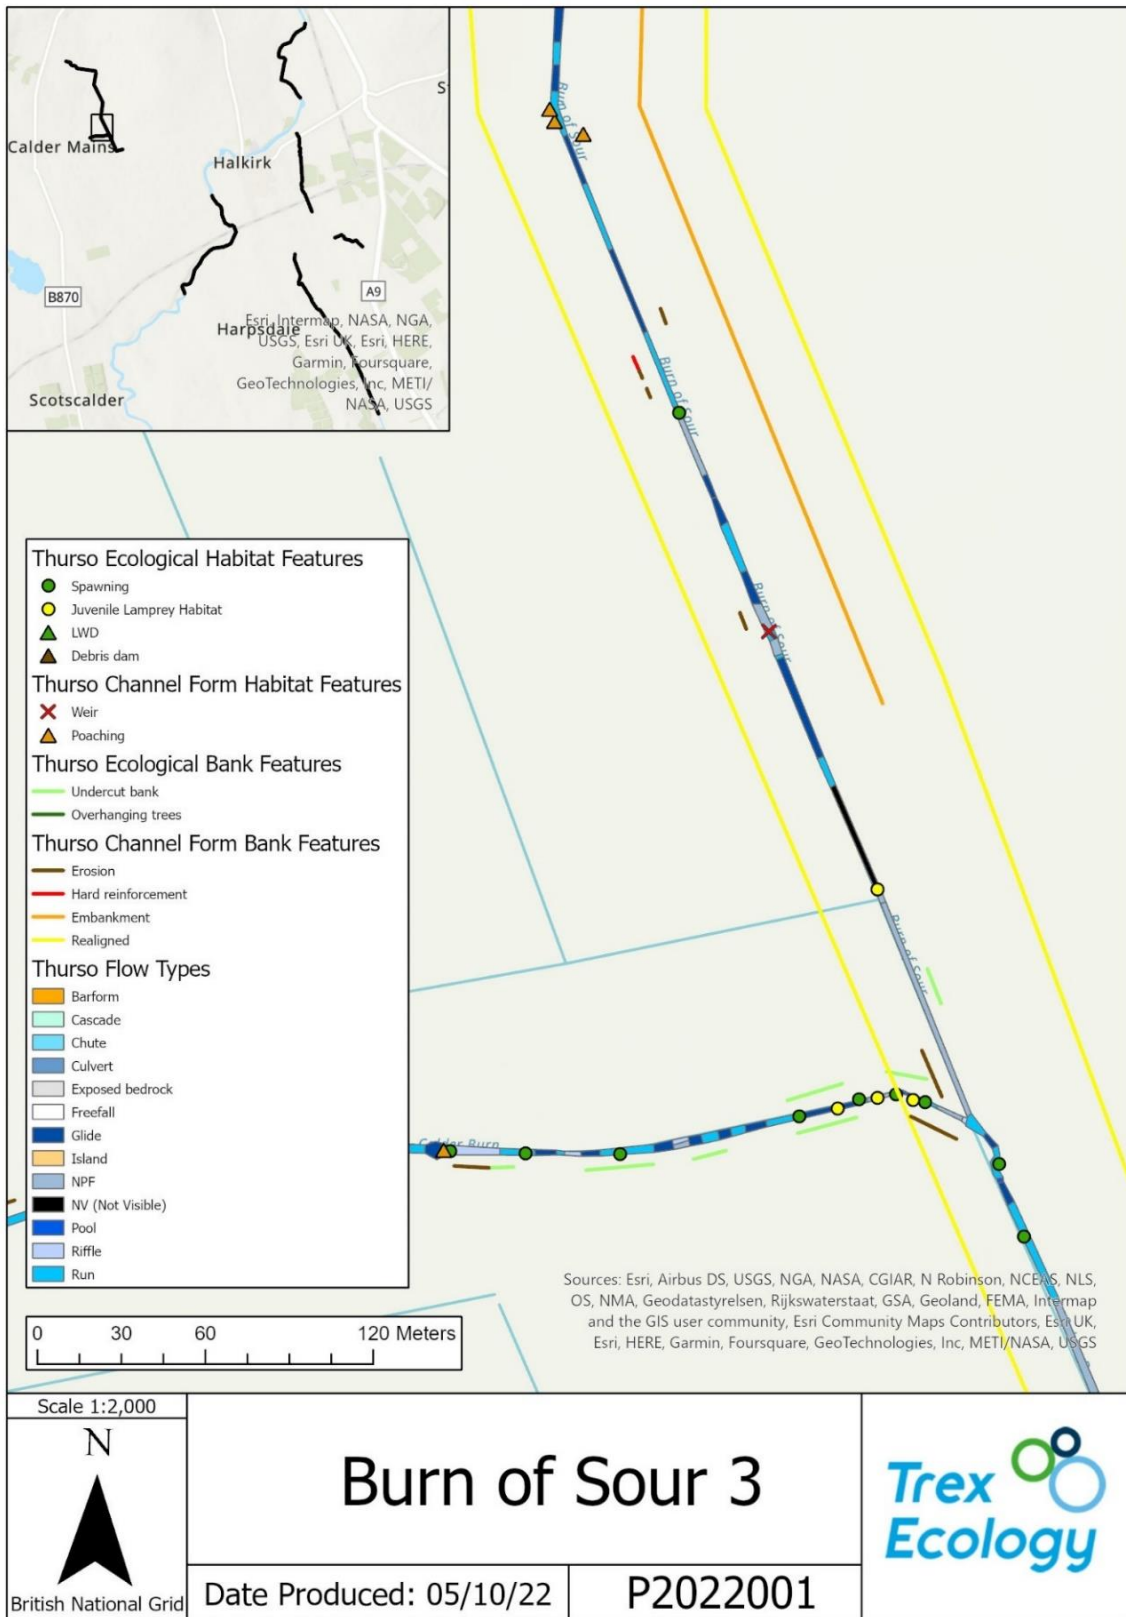 Calder Mains
Halkirk
B870
A9
Harpsdale
Scotscalder
Esri, Intermap, NASA, NGA,
USGS, Esri UK, Esri, HERE,
Garmin, Foursquare,
GeoTechnologies, Inc, METI/
NASA, USGS
Burn of Sour
Burn of Sour
Burn of Sour
Burn of Sour
Calder Burn
Thurso Ecological Habitat Features
Spawning
Juvenile Lamprey Habitat
LWD
Debris dam
Thurso Channel Form Habitat Features
Weir
Poaching
Thurso Ecological Bank Features
Undercut bank
Overhanging trees
Thurso Channel Form Bank Features
Erosion
Hard reinforcement
Embankment
Realigned
Thurso Flow Types
Barform
Cascade
Chute
Culvert
Exposed bedrock
Freefall
Glide
Island
NPF
NV (Not Visible)
Pool
Riffle
Run
0 30 60 120 Meters
Sources: Esri, Airbus DS, USGS, NGA, NASA, CGIAR, N Robinson, NCEAS, NLS,
OS, NMA, Geodatastyrelsen, Rijkswaterstaat, GSA, Geoland, FEMA, Intermap
and the GIS user community, Esri Community Maps Contributors, Esri UK,
Esri, HERE, Garmin, Foursquare, GeoTechnologies, Inc, METI/NASA, USGS
Scale 1:2,000
N
British National Grid
Burn of Sour 3
Date Produced: 05/10/22
P2022001
Trex
Ecology